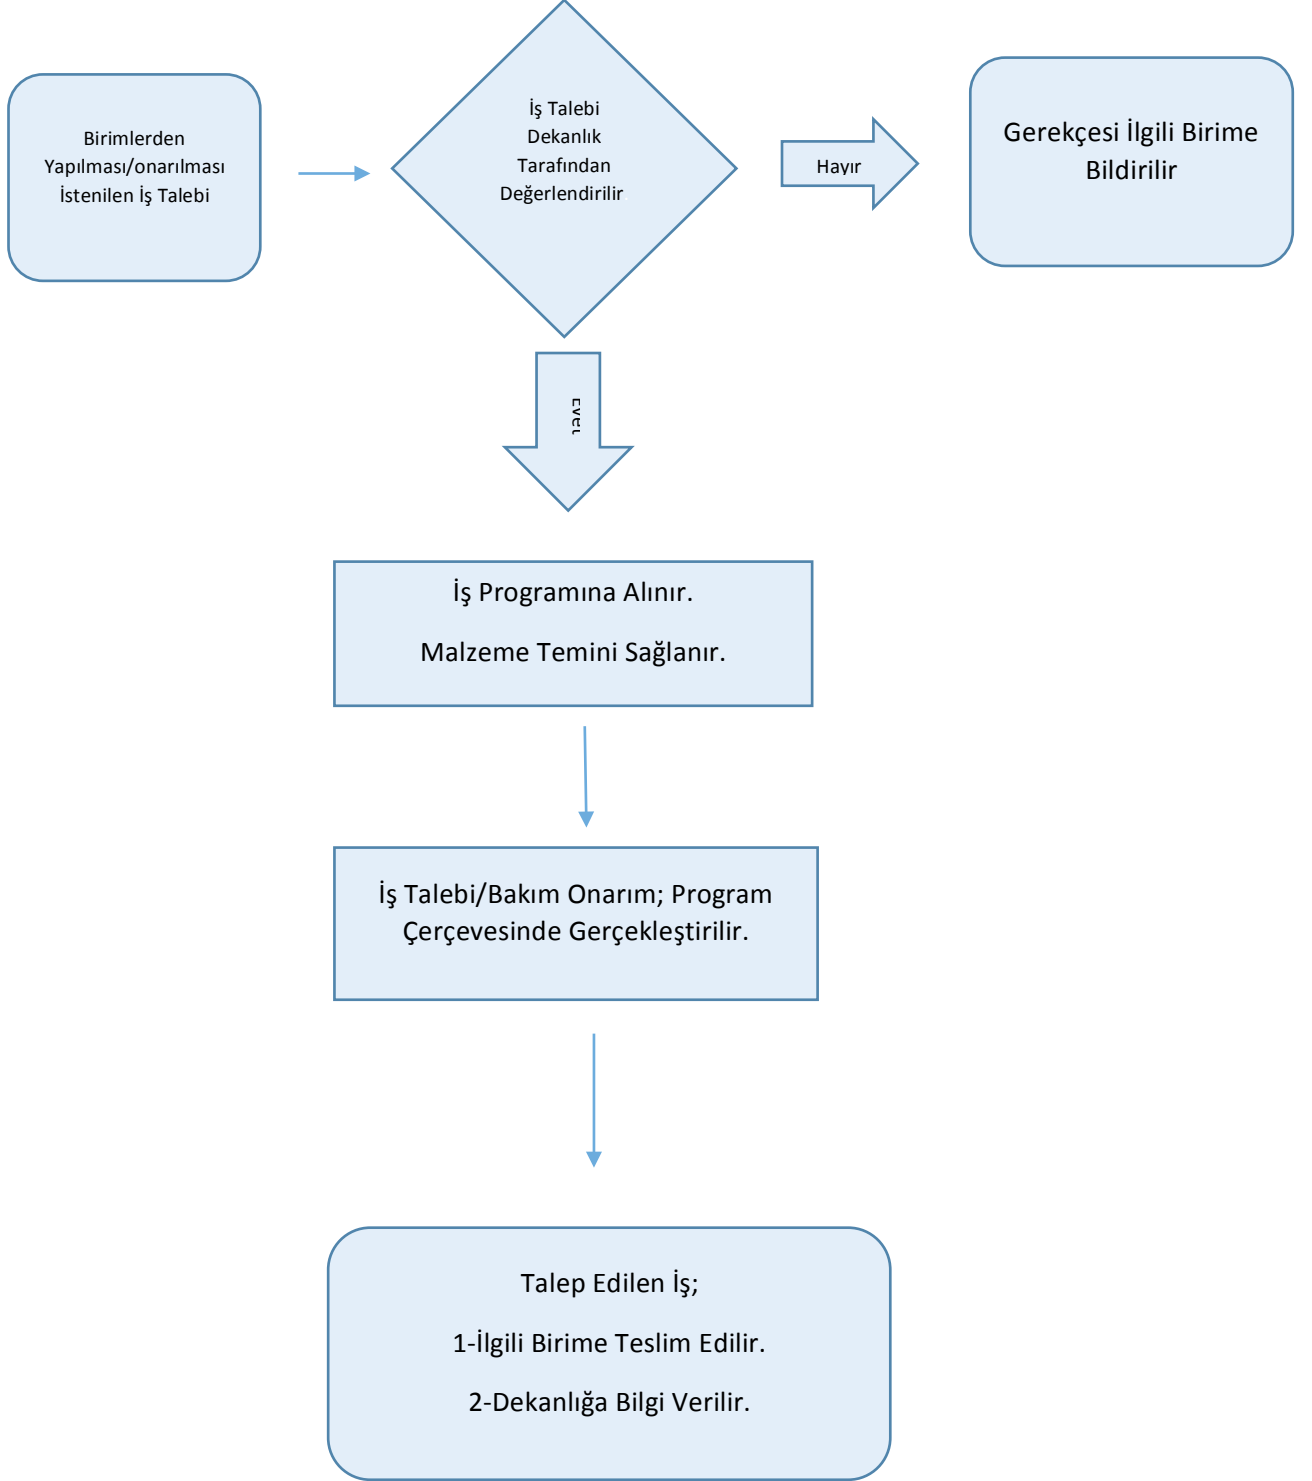 Birimlerden
Yapılması/onarılması
İstenilen İş Talebi
İş Talebi
Dekanlık
Tarafından
Değerlendirilir
Hayır
Gerekçesi İlgili Birime
Bildirilir
Evet
İş Programına Alınır.
Malzeme Temini Sağlanır.
İş Talebi/Bakım Onarım; Program
Çerçevesinde Gerçekleştirilir.
Talep Edilen İş;
1-İlgili Birime Teslim Edilir.
2-Dekanlığa Bilgi Verilir.